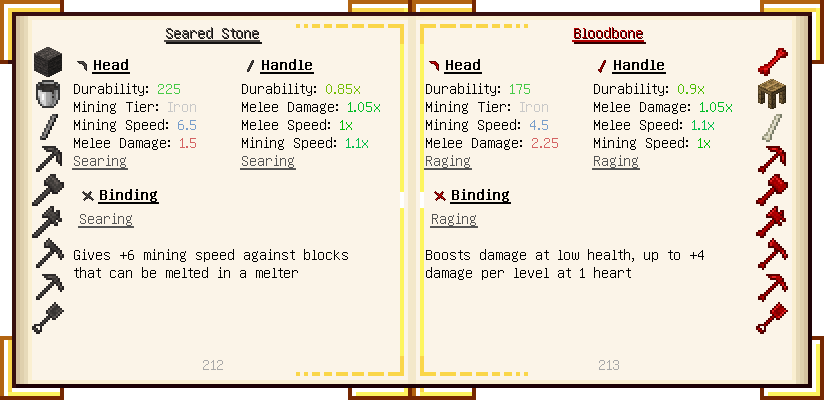 Seared Stone
Head
Durability: 225
Mining Tier: Iron
Mining Speed: 6.5
Melee Damage: 1.5
Searing
Handle
Durability: 0.85x
Melee Damage: 1.05x
Melee Speed: 1x
Mining Speed: 1.1x
Searing
Binding
Searing
Gives +6 mining speed against blocks
that can be melted in a melter
212
Bloodbone
Head
Durability: 175
Mining Tier: Iron
Mining Speed: 4.5
Melee Damage: 2.25
Raging
Handle
Durability: 0.9x
Melee Damage: 1.05x
Melee Speed: 1.1x
Mining Speed: 1x
Raging
Binding
Raging
Boosts damage at low health, up to +4
damage per level at 1 heart
213